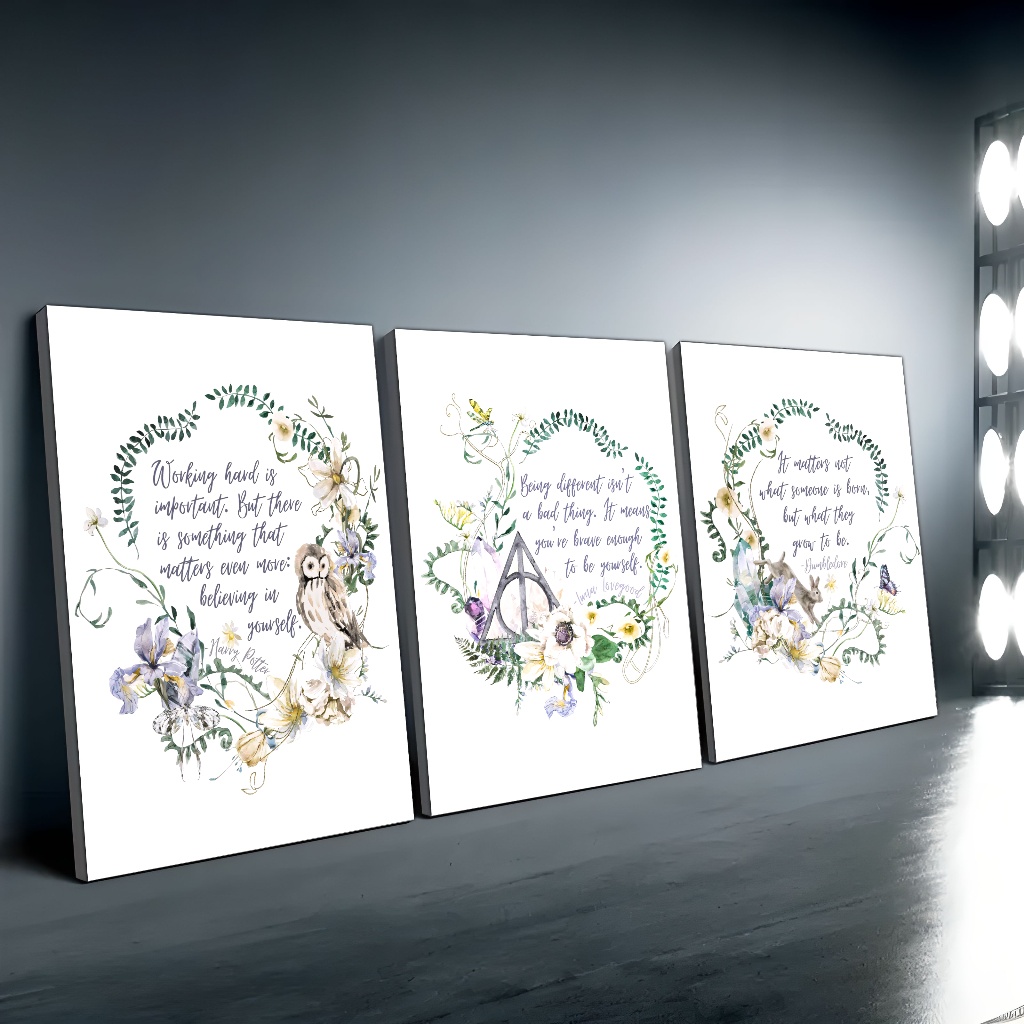 Working hard is
important. But there
is something that
matters even more:
believing in
yourself.
Harry Potter
Being different isn't
a bad thing. It means
you're brave enough
to be yourself.
Luna Lovegood
It matters not
what someone is born,
but what they
grow to be.
-Dumbledore